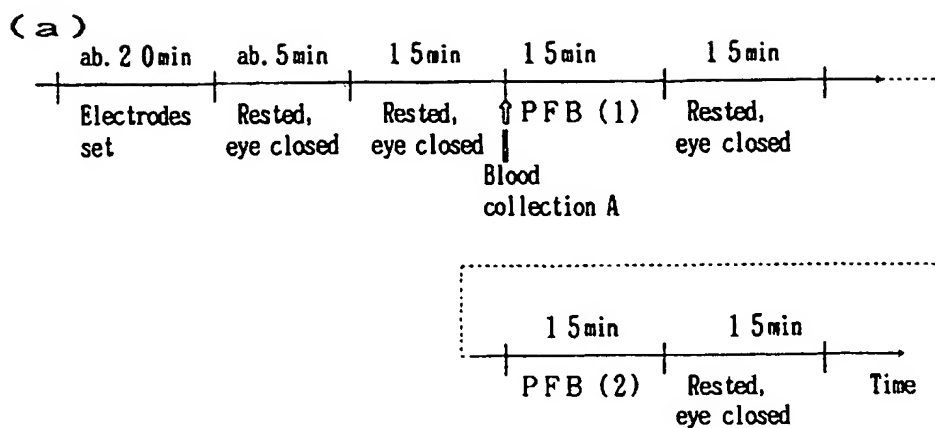 (a)
ab. 20min ab. 5min 15min 15min 15min
Electrodes set Rested, eye closed Rested, eye closed PFB (1) Rested, eye closed
Blood collection A
15min 15min
PFB (2) Rested, eye closed Time